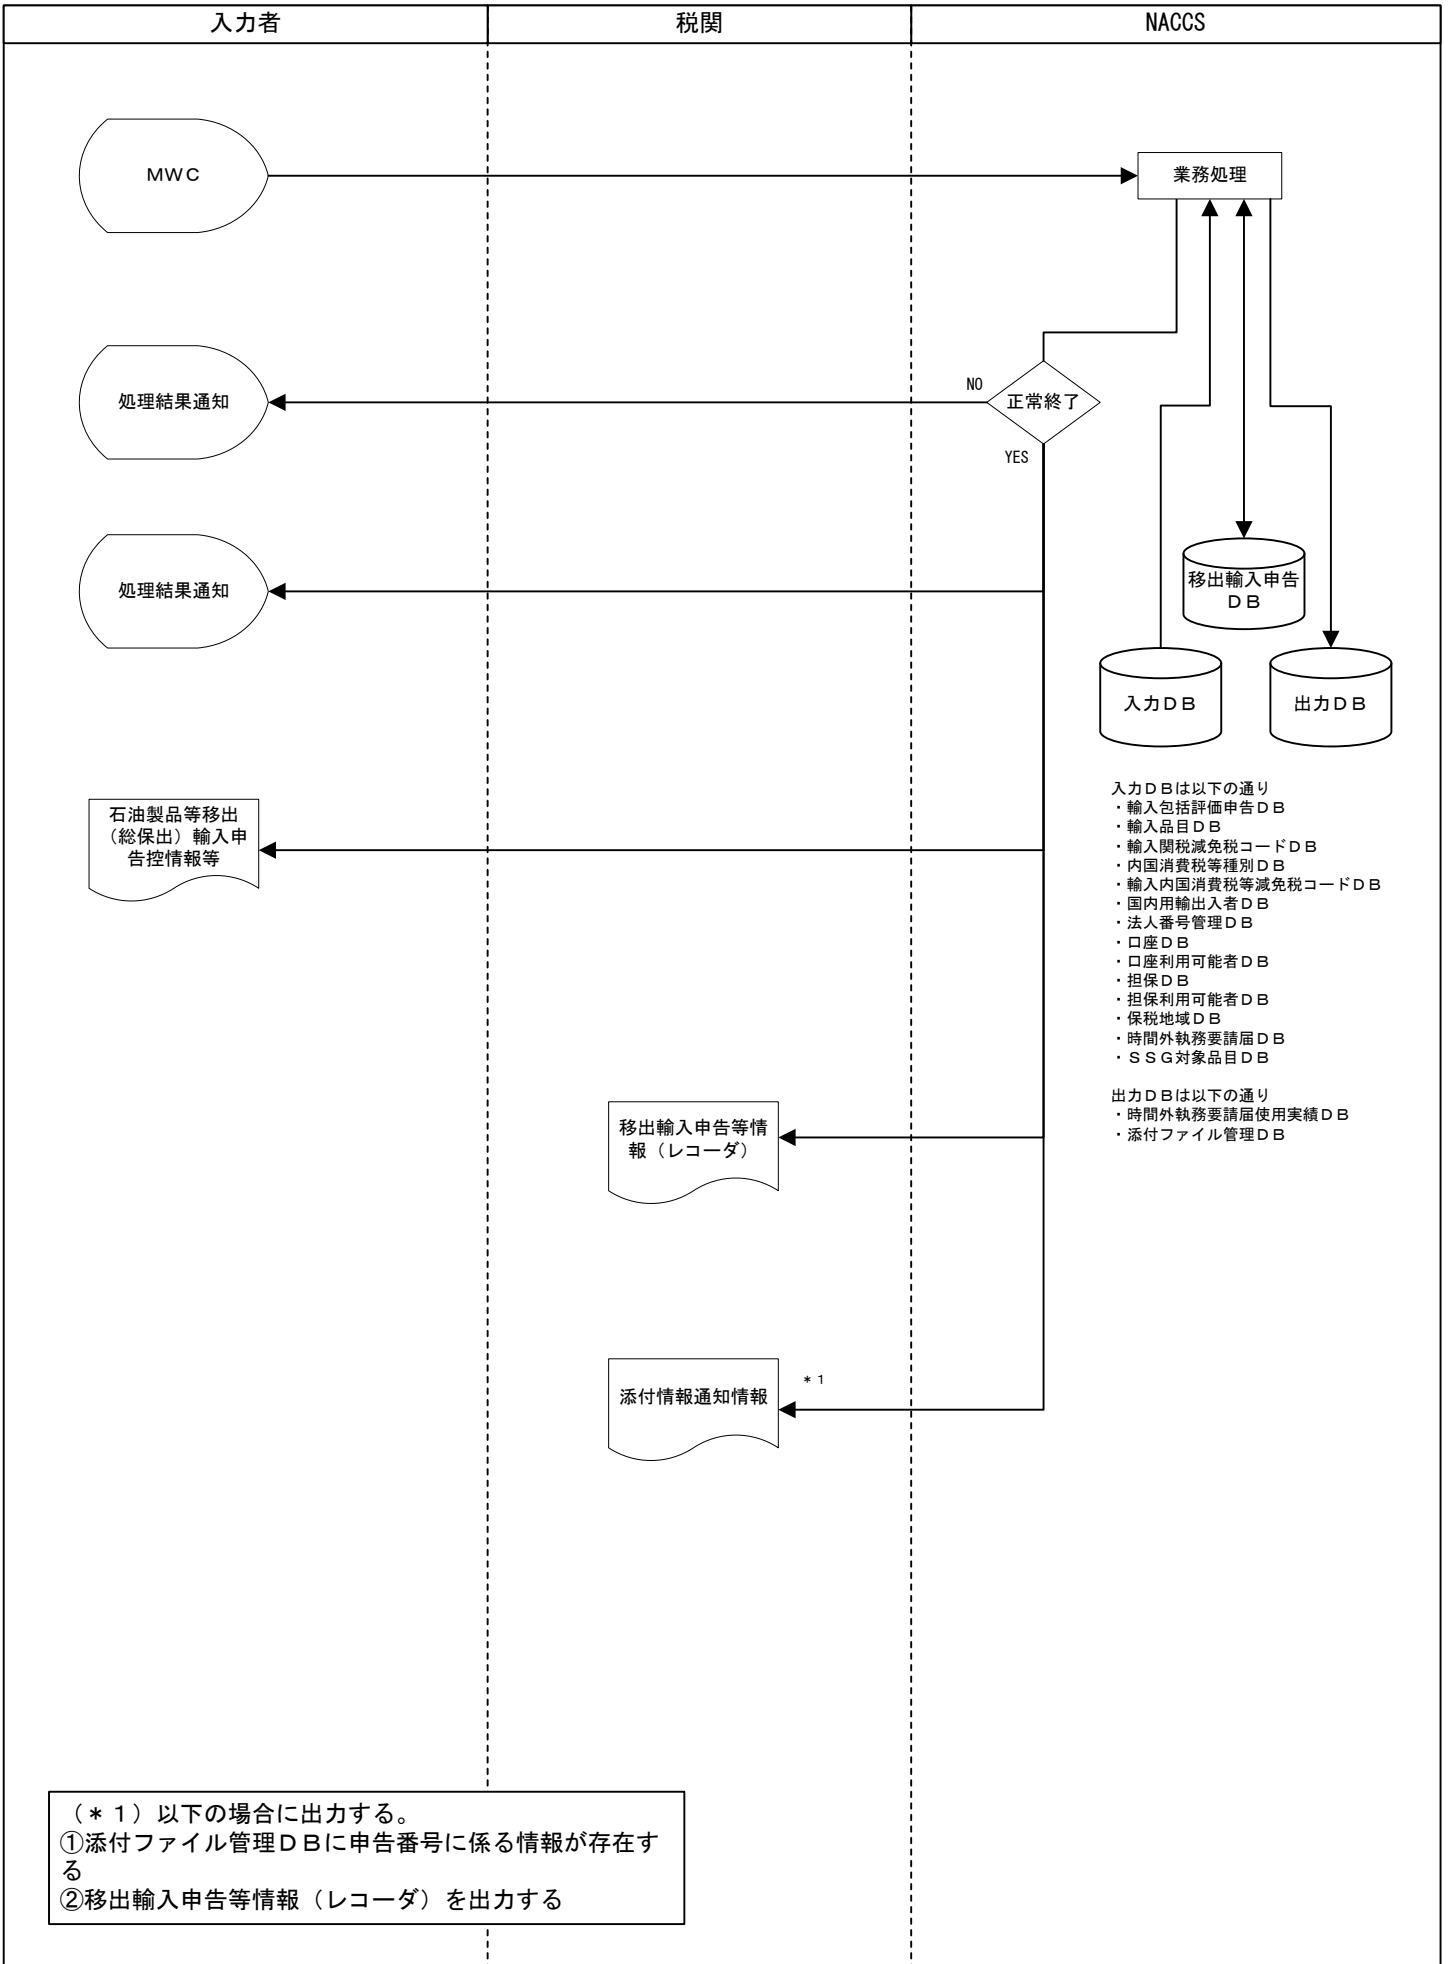 入力者
税関
NACCS
ＭＷＣ
業務処理
処理結果通知
NO
正常終了
YES
処理結果通知
移出輸入申告
ＤＢ
入力ＤＢ
出力ＤＢ
石油製品等移出
（総保出）輸入申
告控情報等
入力ＤＢは以下の通り
・輸入包括評価申告ＤＢ
・輸入品目ＤＢ
・輸入関税減免税コードＤＢ
・内国消費税等種別ＤＢ
・輸入内国消費税等減免税コードＤＢ
・国内用輸出入者ＤＢ
・法人番号管理ＤＢ
・口座ＤＢ
・口座利用可能者ＤＢ
・担保ＤＢ
・担保利用可能者ＤＢ
・保税地域ＤＢ
・時間外執務要請届ＤＢ
・ＳＳＧ対象品目ＤＢ
出力ＤＢは以下の通り
・時間外執務要請届使用実績ＤＢ
・添付ファイル管理ＤＢ
移出輸入申告等情
報（レコーダ）
添付情報通知情報
＊１
（＊１）以下の場合に出力する。
①添付ファイル管理ＤＢに申告番号に係る情報が存在す
る
②移出輸入申告等情報（レコーダ）を出力する